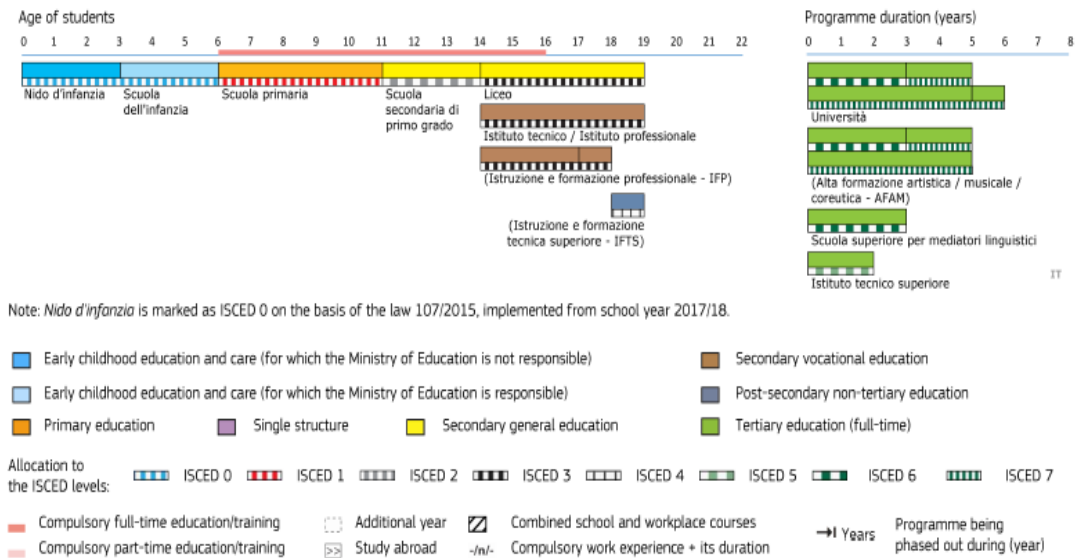 Age of students
Programme duration (years)
0 1 2 3 4 5 6 7 8 9 10 11 12 13 14 15 16 17 18 19 20 21 22
0 1 2 3 4 5 6 7 8
Nido d'infanzia
Scuola
dell'infanzia
Scuola primaria
Scuola
secondaria di
primo grado
Liceo
Istituto tecnico / Istituto professionale
(Istruzione e formazione professionale - IFP)
(Istruzione e formazione
tecnica superiore - IFTS)
Università
(Alta formazione artistica / musicale /
coreutica - AFAM)
Scuola superiore per mediatori linguistici
Istituto tecnico superiore
IT
Note: Nido d'infanzia is marked as ISCED 0 on the basis of the law 107/2015, implemented from school year 2017/18.
Early childhood education and care (for which the Ministry of Education is not responsible)
Secondary vocational education
Early childhood education and care (for which the Ministry of Education is responsible)
Post-secondary non-tertiary education
Primary education
Single structure
Secondary general education
Tertiary education (full-time)
Allocation to
the ISCED levels:
ISCED 0
ISCED 1
ISCED 2
ISCED 3
ISCED 4
ISCED 5
ISCED 6
ISCED 7
Compulsory full-time education/training
Additional year
Combined school and workplace courses
Years
Programme being
phased out during (year)
Compulsory part-time education/training
>> Study abroad
-/n/- Compulsory work experience + its duration